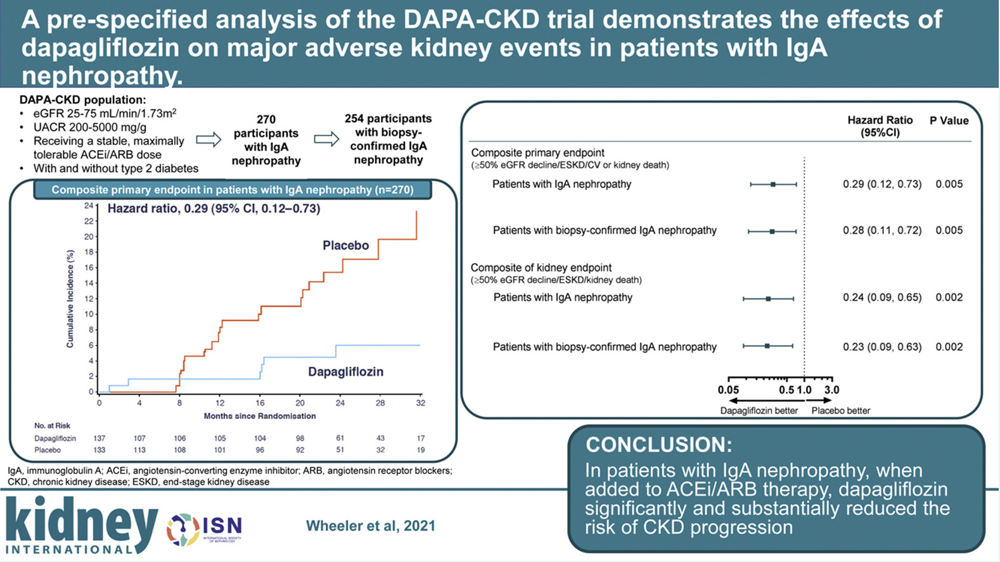 A pre-specified analysis of the DAPA-CKD trial demonstrates the effects of
dapagliflozin on major adverse kidney events in patients with IgA
nephropathy.
DAPA-CKD population:
• eGFR 25-75 mL/min/1.73m²
• UACR 200-5000 mg/g
• Receiving a stable, maximally
tolerable ACEi/ARB dose
• With and without type 2 diabetes
270
participants
with IgA
nephropathy
254 participants
with biopsy-
confirmed IgA
nephropathy
Composite primary endpoint in patients with IgA nephropathy (n=270)
Hazard ratio, 0.29 (95% CI, 0.12–0.73)
Cumulative Incidence (%)
24
22
20
18
16
14
12
10
8
6
4
2
0
Placebo
Dapagliflozin
0 4 8 12 16 20 24 28 32
Months since Randomisation
No. at Risk
Dapagliflozin 137 107 106 105 104 98 61 43 17
Placebo 133 113 108 101 96 92 51 32 19
IgA, immunoglobulin A; ACEi, angiotensin-converting enzyme inhibitor; ARB, angiotensin receptor blockers;
CKD, chronic kidney disease; ESKD, end-stage kidney disease
Hazard Ratio P Value
(95%CI)
Composite primary endpoint
(≥50% eGFR decline/ESKD/CV or kidney death)
Patients with IgA nephropathy 0.29 (0.12, 0.73) 0.005
Patients with biopsy-confirmed IgA nephropathy 0.28 (0.11, 0.72) 0.005
Composite of kidney endpoint
(≥50% eGFR decline/ESKD/kidney death)
Patients with IgA nephropathy 0.24 (0.09, 0.65) 0.002
Patients with biopsy-confirmed IgA nephropathy 0.23 (0.09, 0.63) 0.002
0.05 0.5 1.0 3.0
Dapagliflozin better Placebo better
CONCLUSION:
In patients with IgA nephropathy, when
added to ACEi/ARB therapy, dapagliflozin
significantly and substantially reduced the
risk of CKD progression
kidney
INTERNATIONAL
ISN
INTERNATIONAL SOCIETY
OF NEPHROLOGY
Wheeler et al, 2021